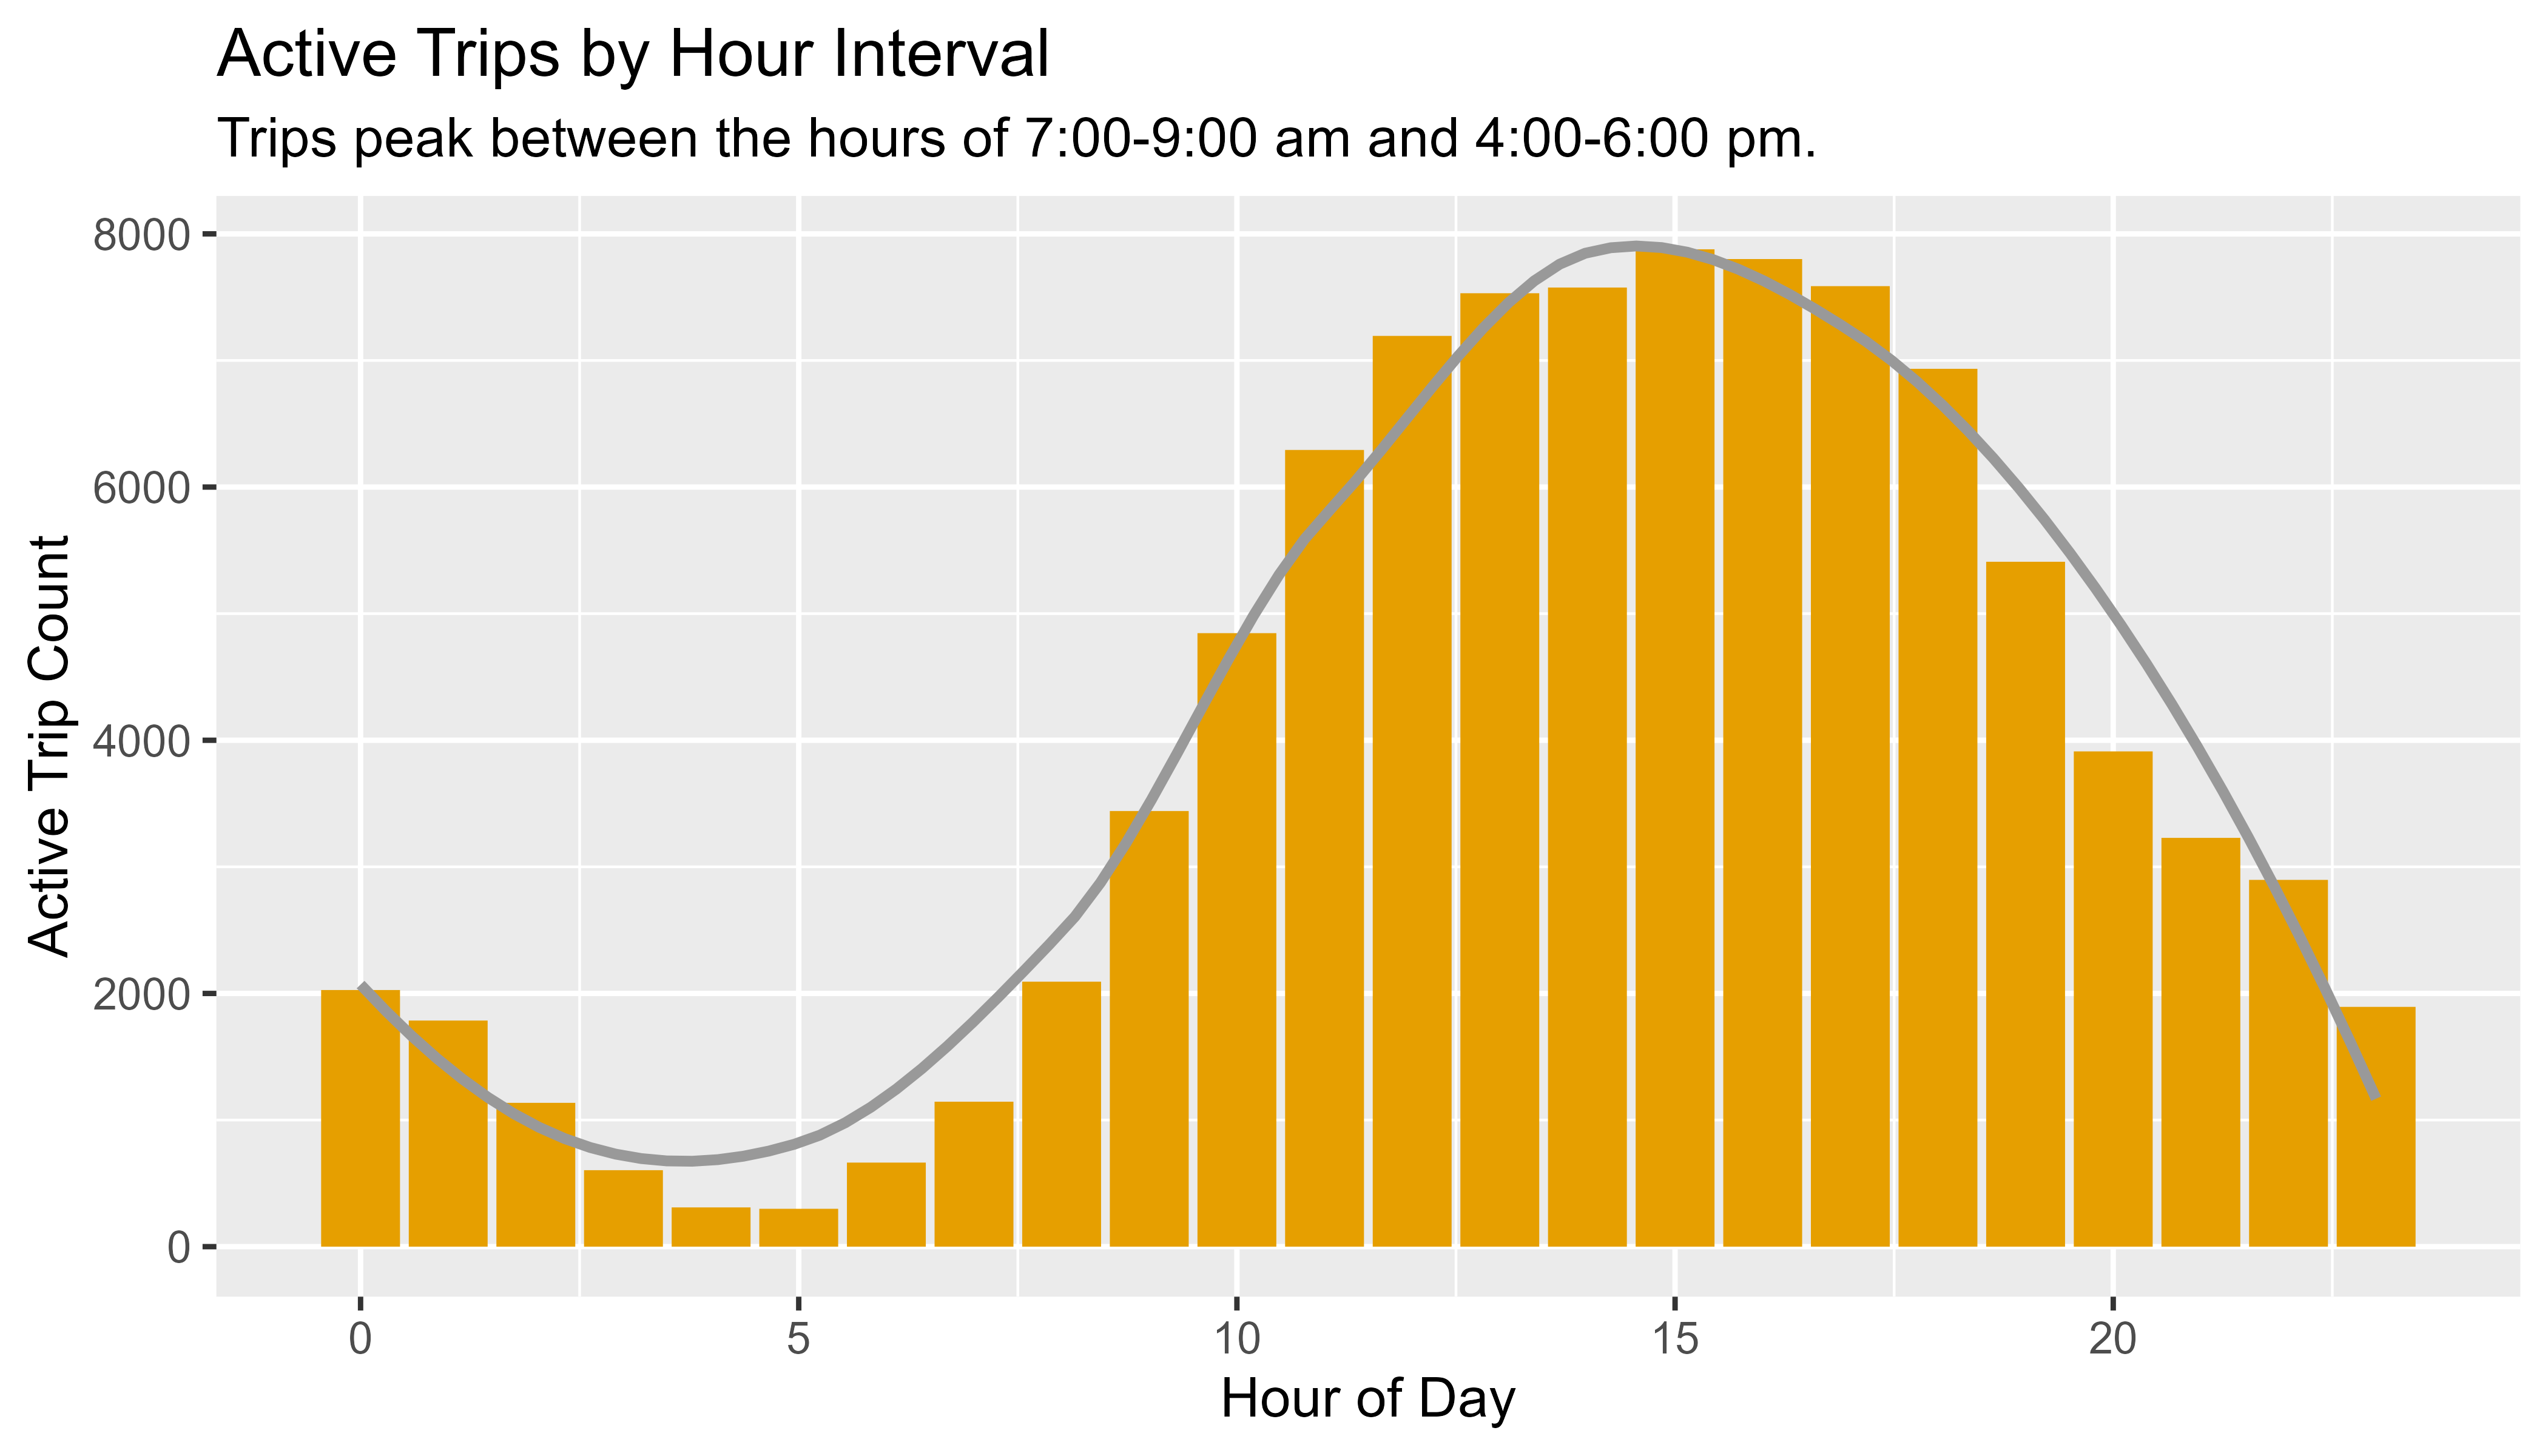 Active Trips by Hour Interval
Trips peak between the hours of 7:00-9:00 am and 4:00-6:00 pm.
8000
6000
4000
2000
0
Active Trip Count
0 5 10 15 20
Hour of Day